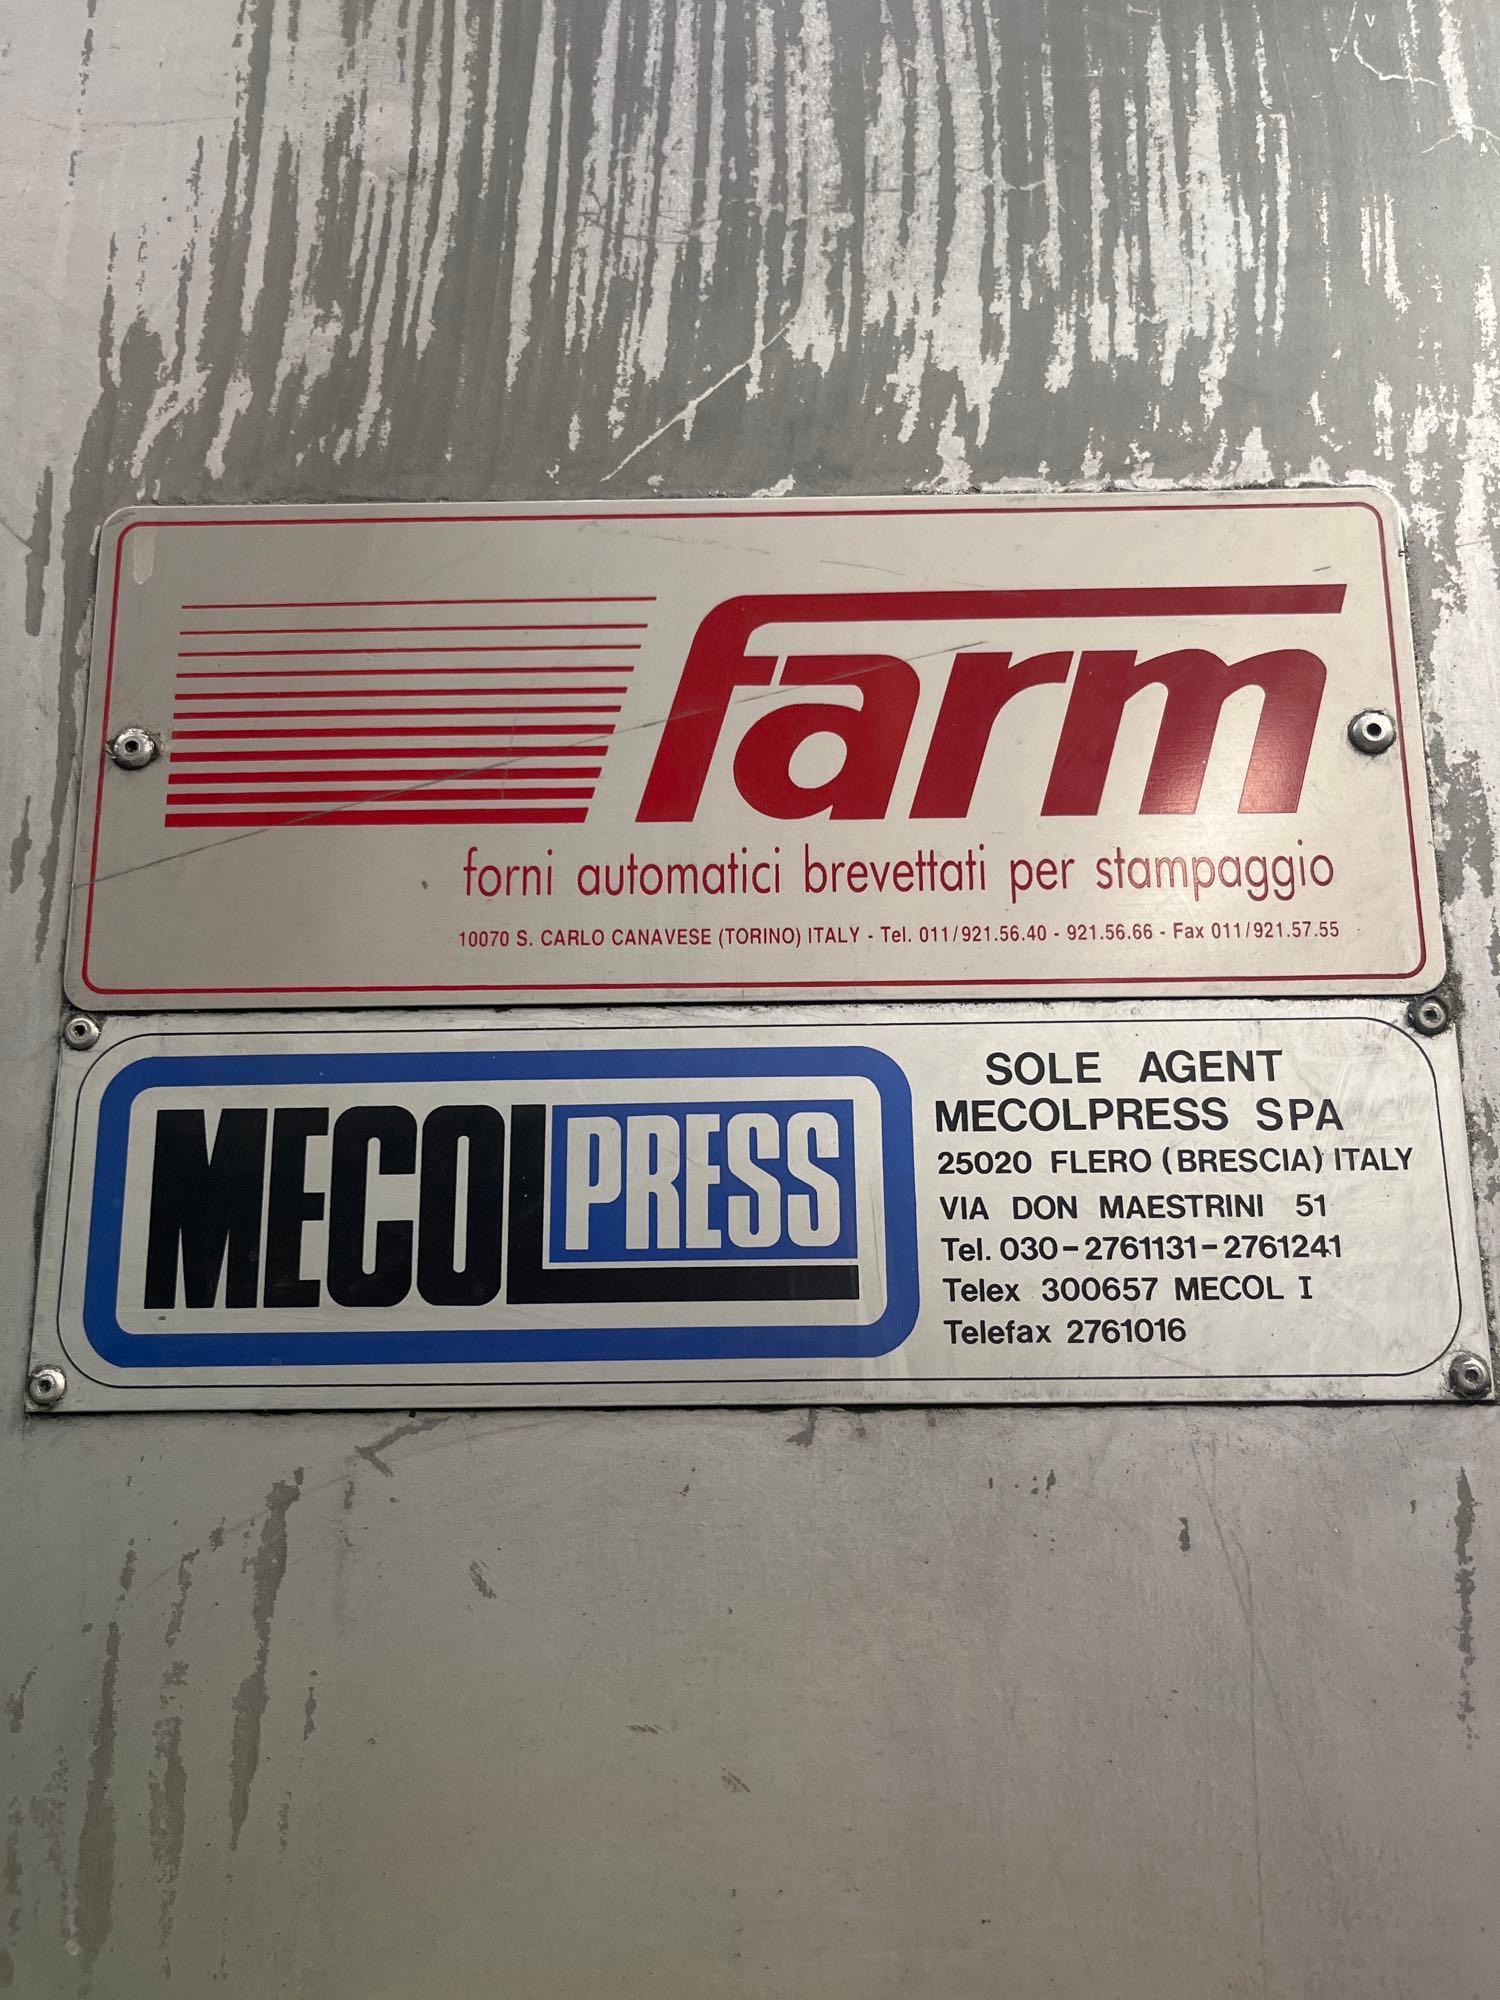 farm
forni automatici brevettati per stampaggio
10070 S. CARLO CANAVESE (TORINO) ITALY - Tel. 011/921.56.40 - 921.56.66 - Fax 011/921.57.55
MECOLPRESS
SOLE AGENT
MECOLPRESS SPA
25020 FLERO (BRESCIA) ITALY
VIA DON MAESTRINI 51
Tel. 030-2761131-2761241
Telex 300657 MECOL I
Telefax 2761016